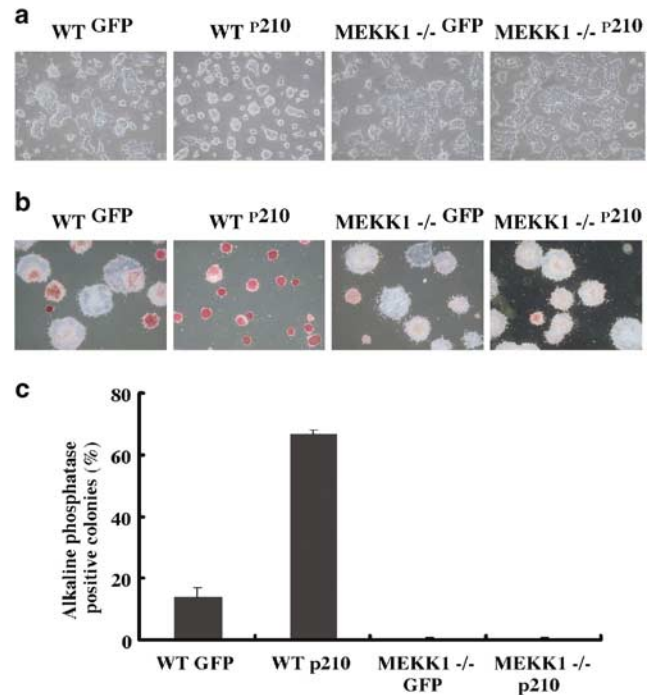 a
WT GFP
WT P210
MEKK1 -/- GFP
MEKK1 -/- P210
b
WT GFP
WT P210
MEKK1 -/- GFP
MEKK1 -/- P210
c
Alkaline phosphatase
positive colonies (%)
80
60
40
20
0
WT GFP
WT p210
MEKK1 -/-
GFP
MEKK1 -/-
p210